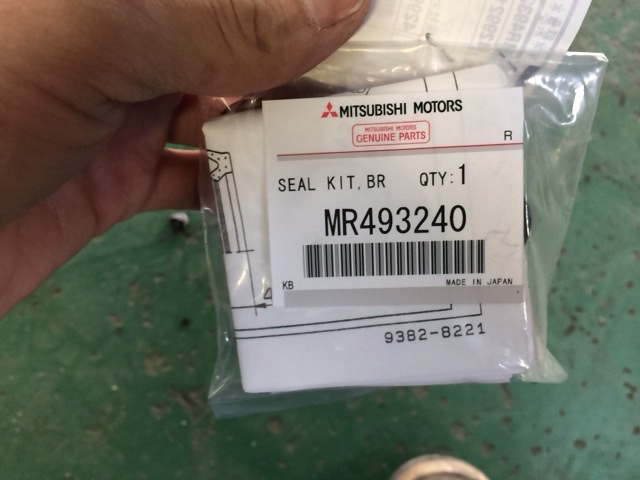 MITSUBISHI MOTORS
MITSUBISHI MOTORS
GENUINE PARTS
R
SEAL KIT, BR QTY:1
MR493240
KB MADE IN JAPAN
9382-8221